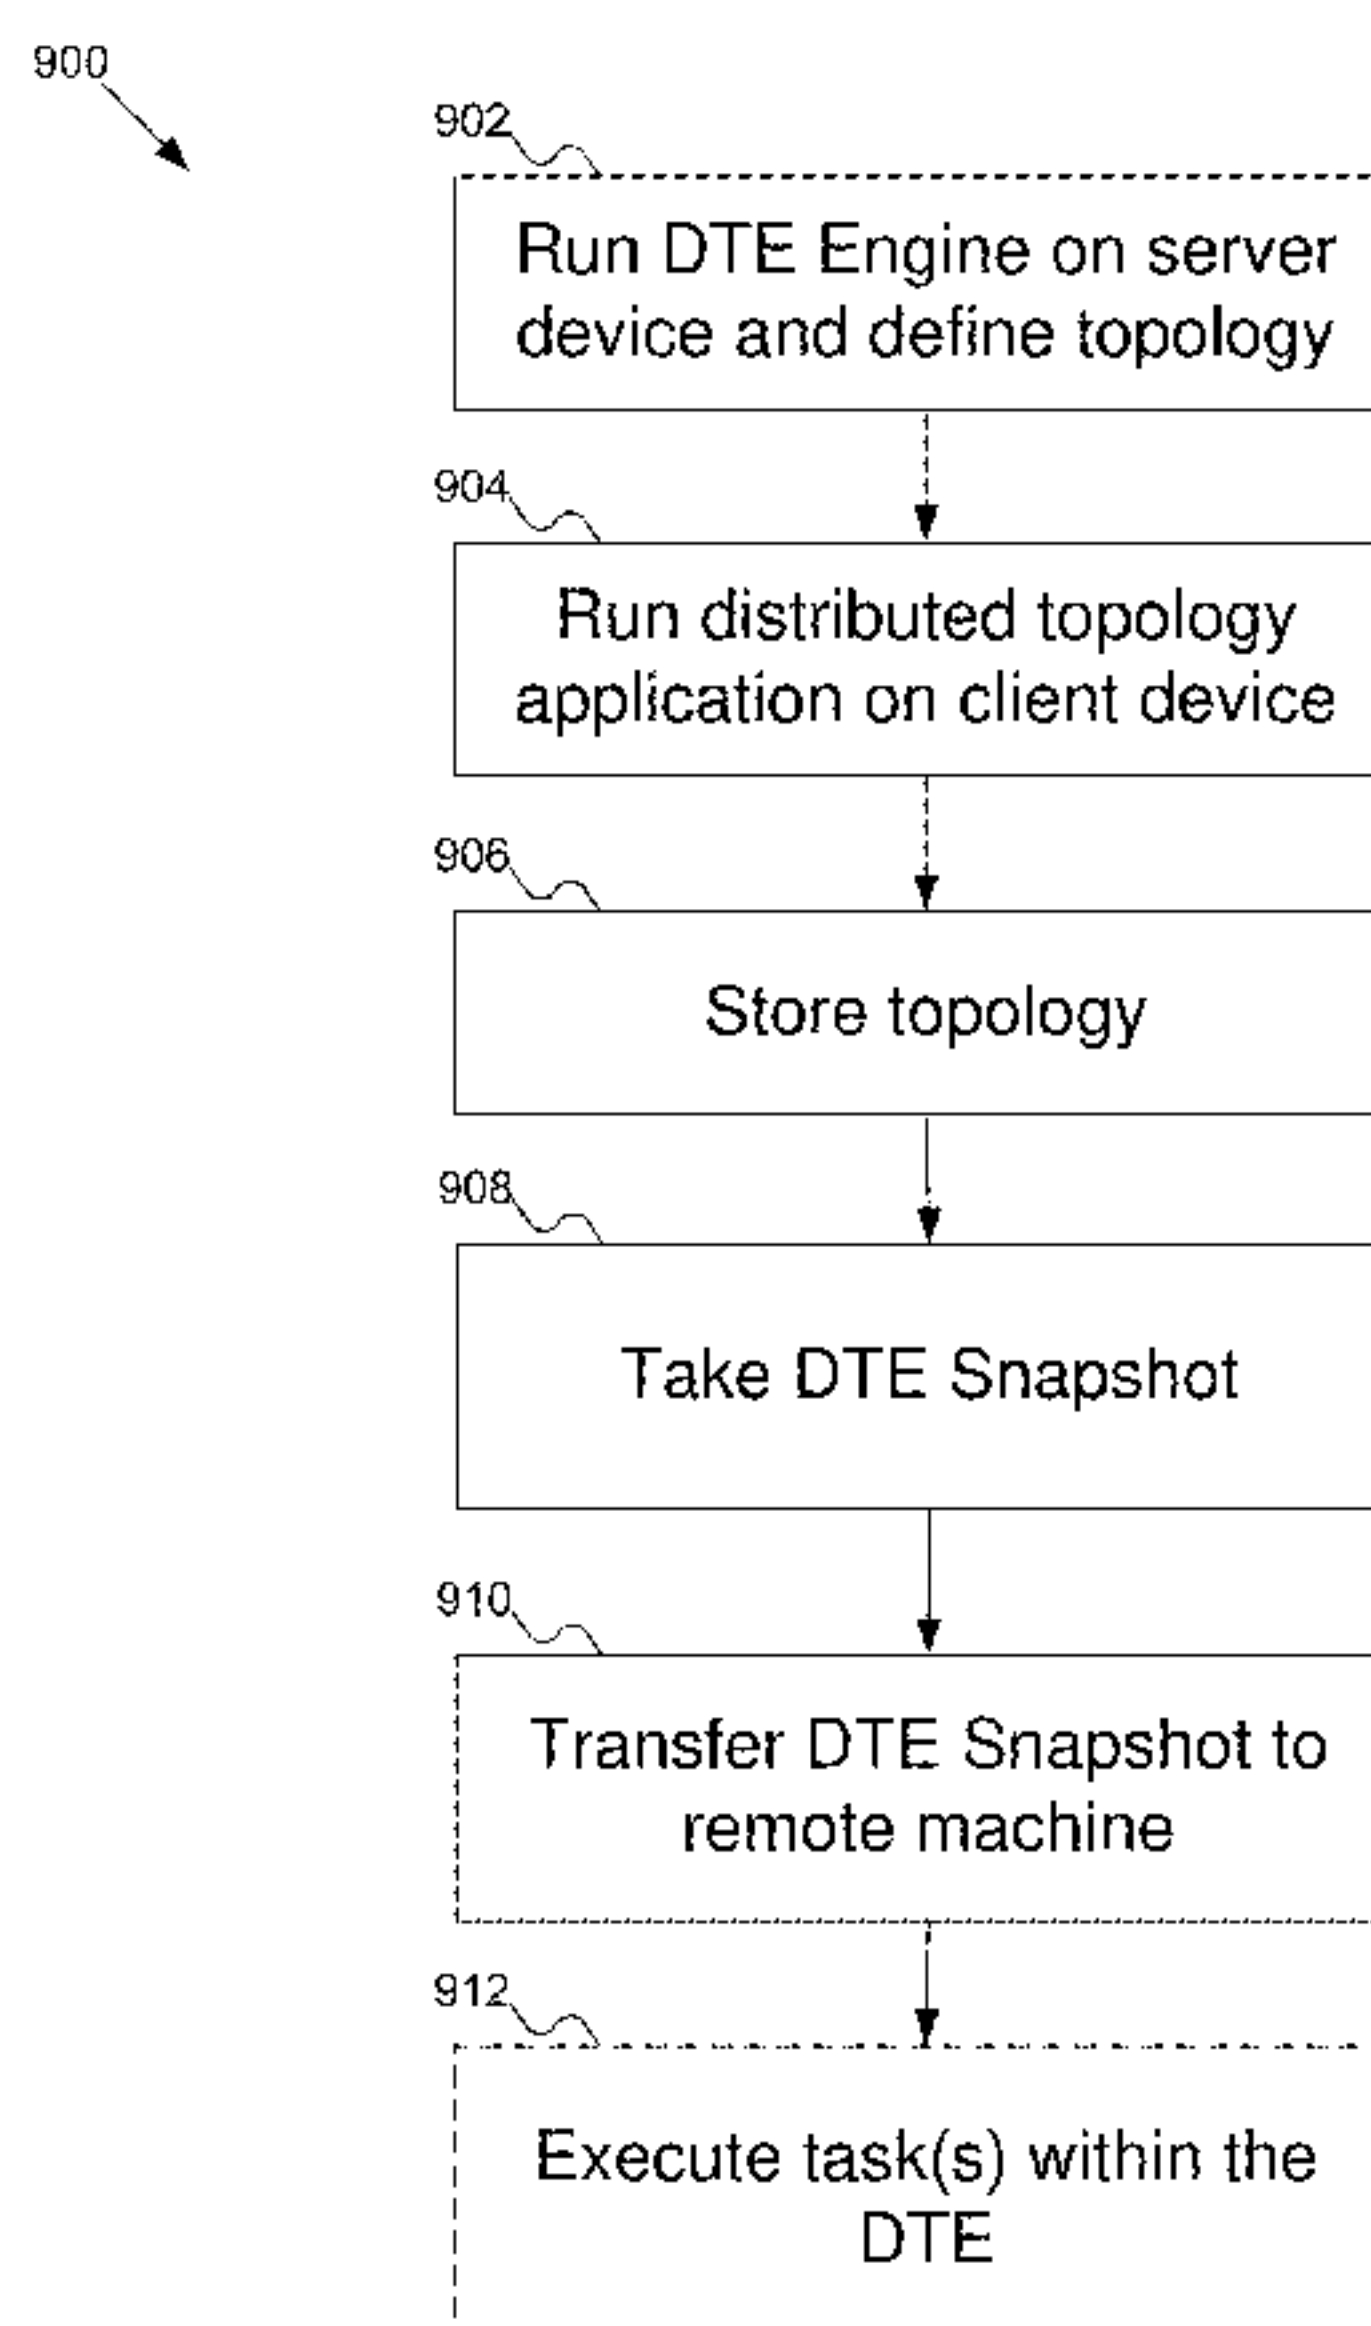 900
902
Run DTE Engine on server
device and define topology
904
Run distributed topology
application on client device
906
Store topology
908
Take DTE Snapshot
910
Transfer DTE Snapshot to
remote machine
912
Execute task(s) within the
DTE